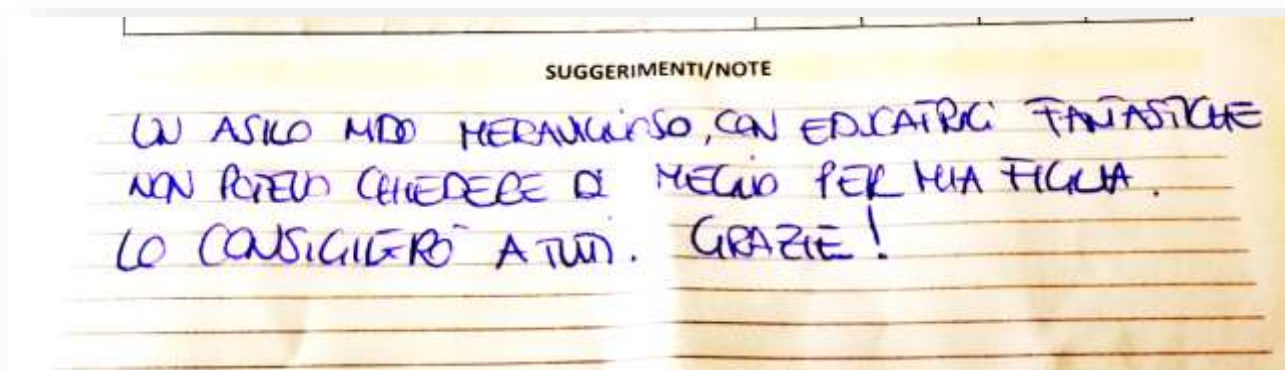 SUGGERIMENTI/NOTE
UN ASILO NIDO MERAVIGLIOSO, CON EDUCATRICI FANTASTICHE
NON POTEVO CHIEDERE DI MEGLIO PER MIA FIGLIA.
LO CONSIGLIERÒ A TUTTI. GRAZIE!